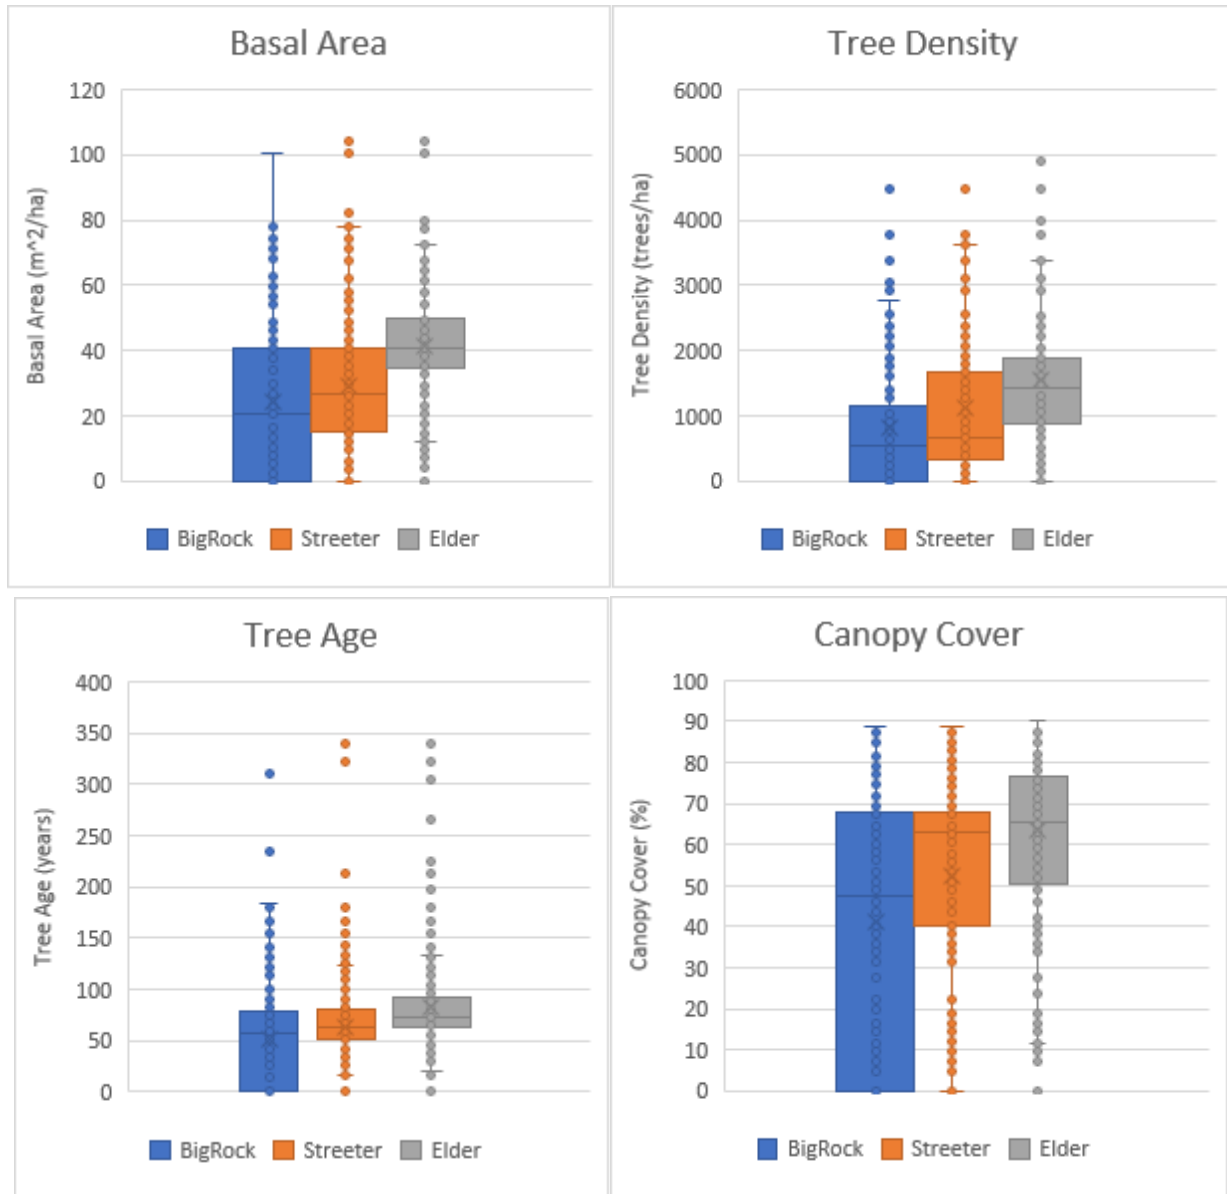 Basal Area
120
100
80
60
40
20
0
Basal Area (m^2/ha)
BigRock Streeter Elder
Tree Density
6000
5000
4000
3000
2000
1000
0
Tree Density (trees/ha)
BigRock Streeter Elder
Tree Age
400
350
300
250
200
150
100
50
0
Tree Age (years)
BigRock Streeter Elder
Canopy Cover
100
90
80
70
60
50
40
30
20
10
0
Canopy Cover (%)
BigRock Streeter Elder